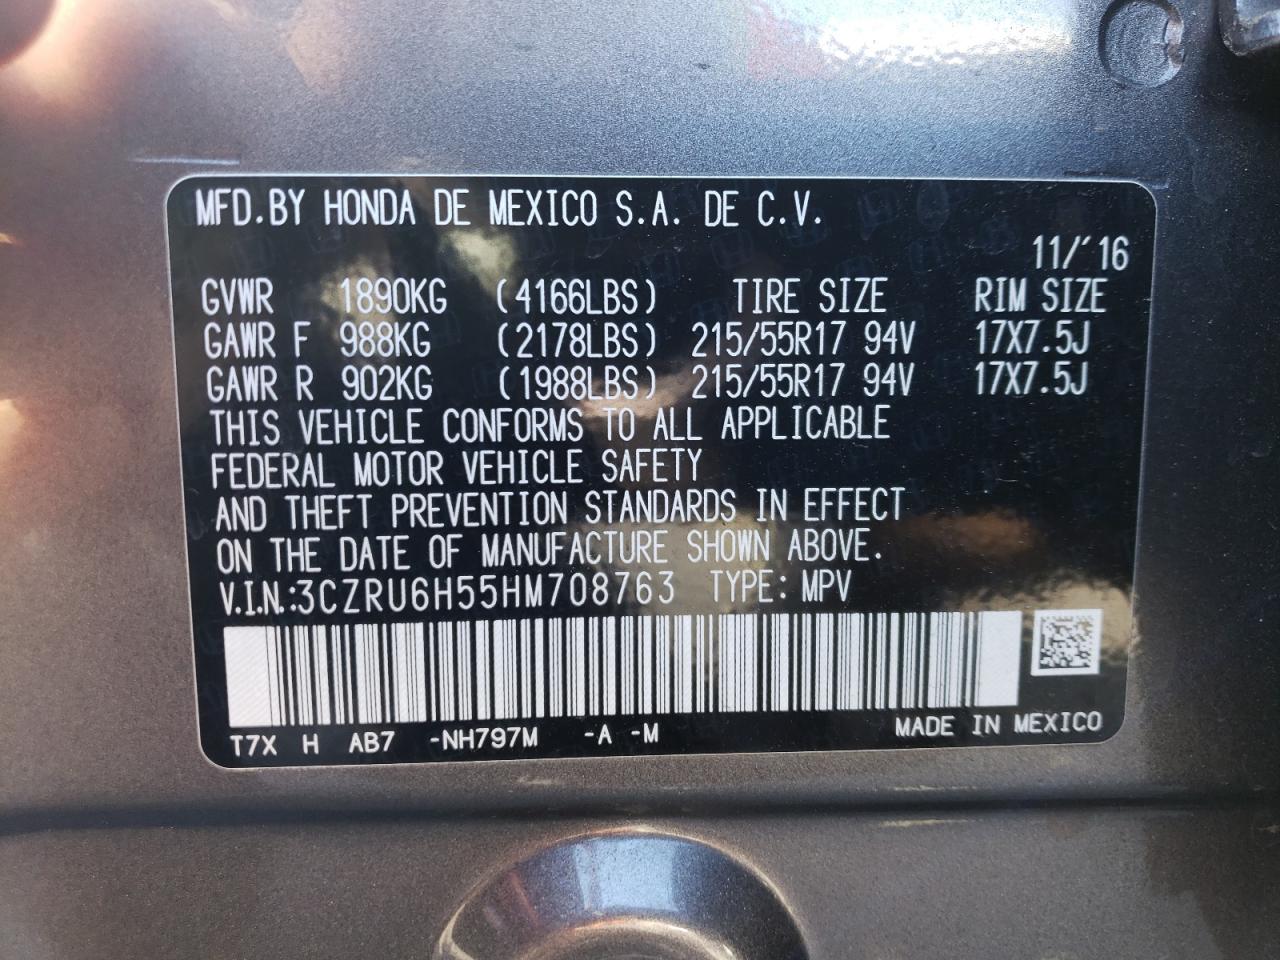 MFD.BY HONDA DE MEXICO S.A. DE C.V.
11/'16
GVWR 1890KG (4166LBS) TIRE SIZE RIM SIZE
GAWR F 988KG (2178LBS) 215/55R17 94V 17X7.5J
GAWR R 902KG (1988LBS) 215/55R17 94V 17X7.5J
THIS VEHICLE CONFORMS TO ALL APPLICABLE
FEDERAL MOTOR VEHICLE SAFETY
AND THEFT PREVENTION STANDARDS IN EFFECT
ON THE DATE OF MANUFACTURE SHOWN ABOVE.
V.I.N.:3CZRU6H55HM708763 TYPE: MPV
T7X H AB7 -NH797M -A -M MADE IN MEXICO